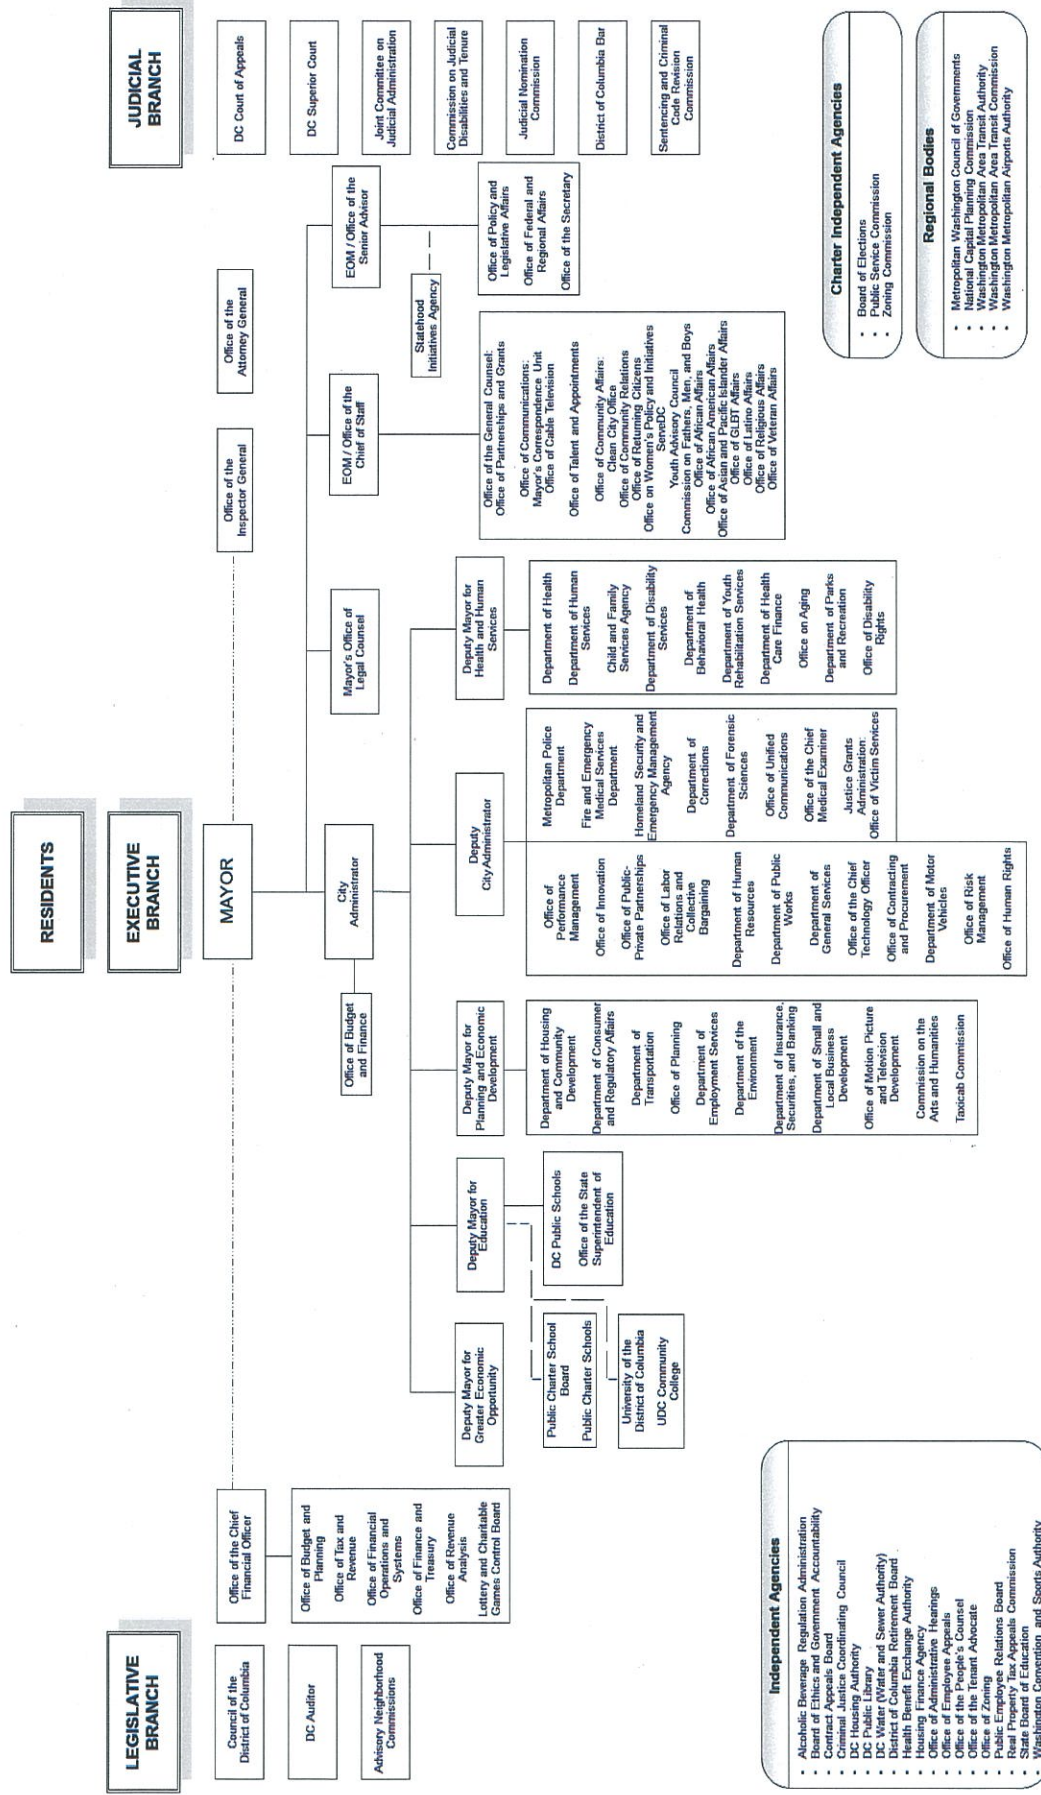 RESIDENTS
LEGISLATIVE
BRANCH
EXECUTIVE
BRANCH
JUDICIAL
BRANCH
Council of the
District of Columbia
DC Auditor
Advisory Neighborhood
Commissions
Office of the Chief
Financial Officer
Office of Budget and
Planning
Office of Tax and
Revenue
Office of Financial
Operations and
Systems
Office of Finance and
Treasury
Office of Revenue
Analysis
Lottery and Charitable
Games Control Board
MAYOR
Office of the
Inspector General
Office of the
Attorney General
City
Administrator
Office of Budget
and Finance
Mayor's Office of
Legal Counsel
EOM / Office of the
Chief of Staff
EOM / Office of the
Senior Advisor
Statehood
Initiatives Agency
Office of Policy and
Legislative Affairs
Office of Federal and
Regional Affairs
Office of the Secretary
Office of the General Counsel:
Office of Partnerships and Grants
Office of Communications:
Mayor's Correspondence Unit
Office of Cable Television
Office of Talent and Appointments
Office of Community Affairs:
Clean City Office
Office of Community Relations
Office of Returning Citizens
Office on Women's Policy and Initiatives
ServeDC
Youth Advisory Council
Commission on Fathers, Men, and Boys
Office of African Affairs
Office of African American Affairs
Office of Asian and Pacific Islander Affairs
Office of GLBT Affairs
Office of Latino Affairs
Office of Religious Affairs
Office of Veteran Affairs
Deputy Mayor for
Greater Economic
Opportunity
Deputy Mayor for
Education
Public Charter School
Board
Public Charter Schools
University of the
District of Columbia
UDC Community
College
DC Public Schools
Office of the State
Superintendent of
Education
Deputy Mayor for
Planning and Economic
Development
Department of Housing
and Community
Development
Department of Consumer
and Regulatory Affairs
Department of
Transportation
Office of Planning
Department of
Employment Services
Department of the
Environment
Department of Insurance,
Securities, and Banking
Department of Small and
Local Business
Development
Office of Motion Picture
and Television
Development
Commission on the
Arts and Humanities
Taxicab Commission
Deputy
City Administrator
Office of
Performance
Management
Office of Innovation
Office of Public-
Private Partnerships
Office of Labor
Relations and
Collective
Bargaining
Department of Human
Resources
Department of Public
Works
Department of
General Services
Office of the Chief
Technology Officer
Office of Contracting
and Procurement
Department of Motor
Vehicles
Office of Risk
Management
Office of Human Rights
Metropolitan Police
Department
Fire and Emergency
Medical Services
Department
Homeland Security and
Emergency Management
Agency
Department of
Corrections
Department of Forensic
Sciences
Office of Unified
Communications
Office of the Chief
Medical Examiner
Justice Grants
Administration:
Office of Victim Services
Deputy Mayor for
Health and Human
Services
Department of Health
Department of Human
Services
Child and Family
Services Agency
Department of Disability
Services
Department of
Behavioral Health
Department of Youth
Rehabilitation Services
Department of Health
Care Finance
Office on Aging
Department of Parks
and Recreation
Office of Disability
Rights
DC Court of Appeals
DC Superior Court
Joint Committee on
Judicial Administration
Commission on Judicial
Disabilities and Tenure
Judicial Nomination
Commission
District of Columbia Bar
Sentencing and Criminal
Code Revision
Commission
Independent Agencies
• Alcoholic Beverage Regulation Administration
• Board of Ethics and Government Accountability
• Contract Appeals Board
• Criminal Justice Coordinating Council
• DC Housing Authority
• DC Public Library
• DC Water (Water and Sewer Authority)
• District of Columbia Retirement Board
• Health Benefit Exchange Authority
• Housing Finance Agency
• Office of Administrative Hearings
• Office of Employee Appeals
• Office of the People's Counsel
• Office of the Tenant Advocate
• Office of Zoning
• Public Employee Relations Board
• Real Property Tax Appeals Commission
• State Board of Education
• Washington Convention and Sports Authority
Charter Independent Agencies
• Board of Elections
• Public Service Commission
• Zoning Commission
Regional Bodies
• Metropolitan Washington Council of Governments
• National Capital Planning Commission
• Washington Metropolitan Area Transit Authority
• Washington Metropolitan Area Transit Commission
• Washington Metropolitan Airports Authority